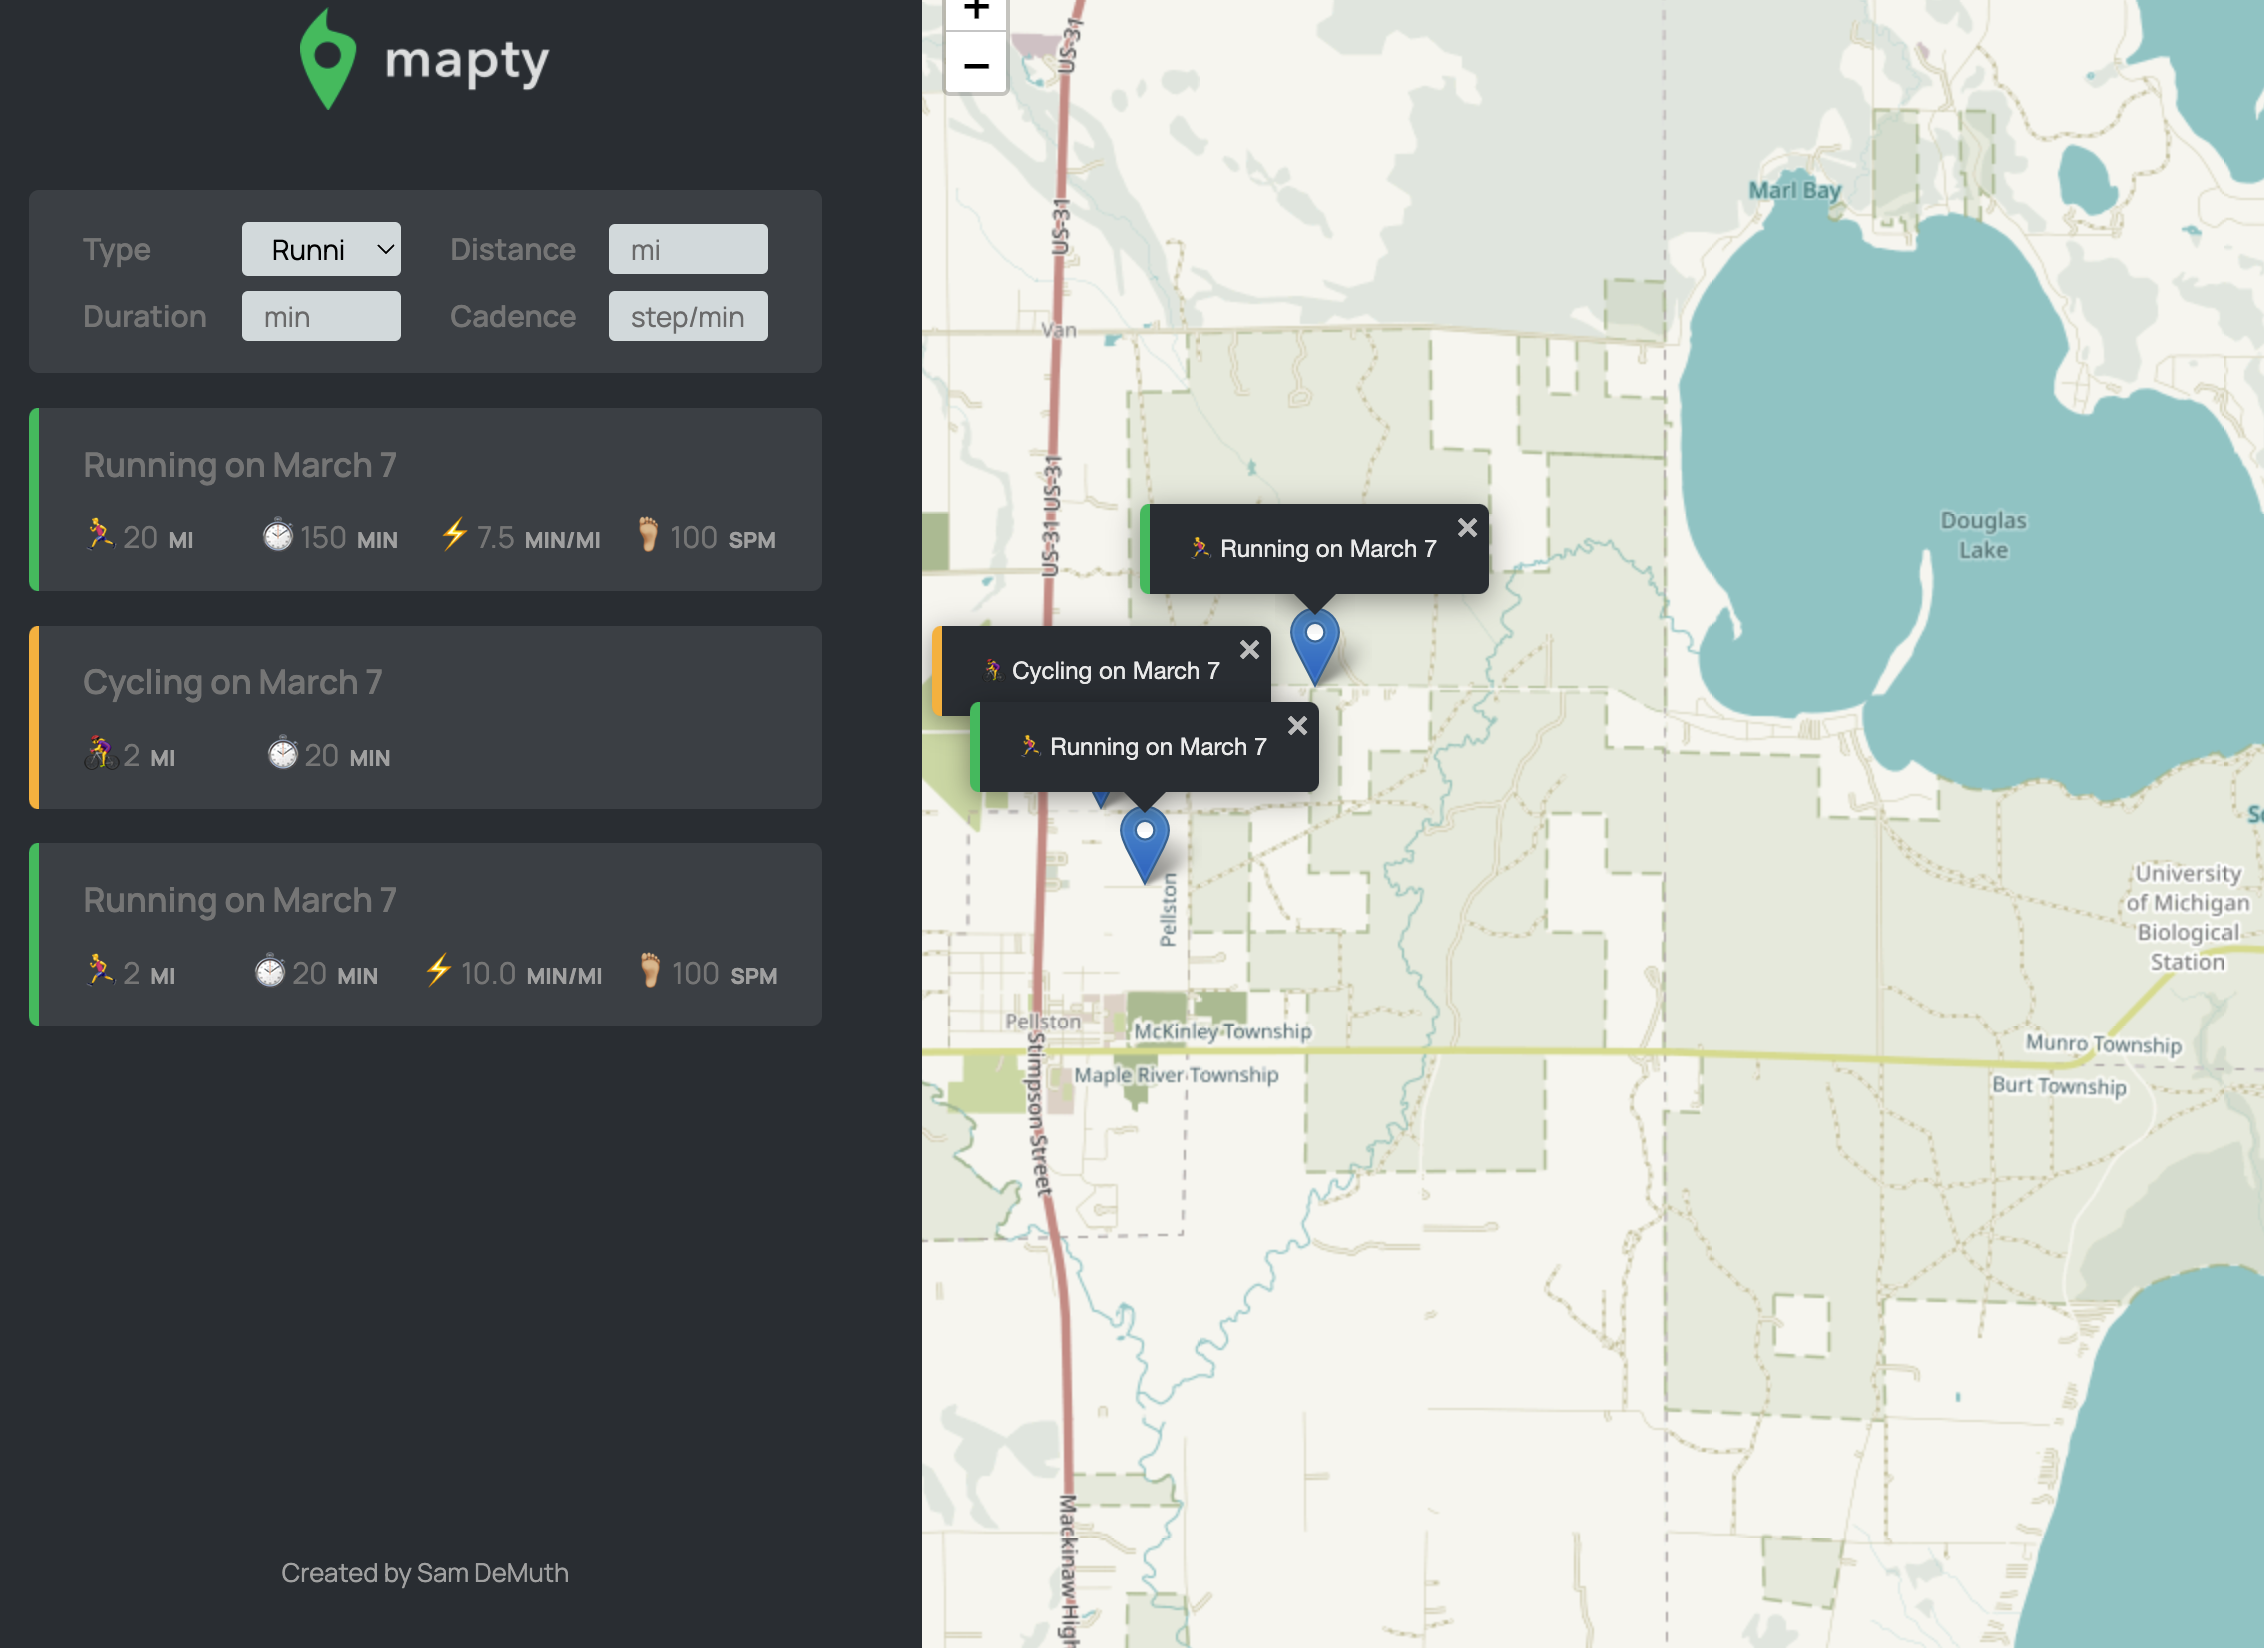 mapty
Type Runni Distance mi
Duration min Cadence step/min
Running on March 7
20 MI 150 MIN 7.5 MIN/MI 100 SPM
Cycling on March 7
2 MI 20 MIN
Running on March 7
2 MI 20 MIN 10.0 MIN/MI 100 SPM
Created by Sam DeMuth
+
−
US-31
US-31
US-31
US-31
Van
Marl Bay
Douglas
Lake
Running on March 7
Cycling on March 7
Running on March 7
Pellston
University
of Michigan
Biological
Station
Pellston
McKinley Township
Maple River Township
Munro Township
Burt Township
Stimpson Street
Mackinaw High